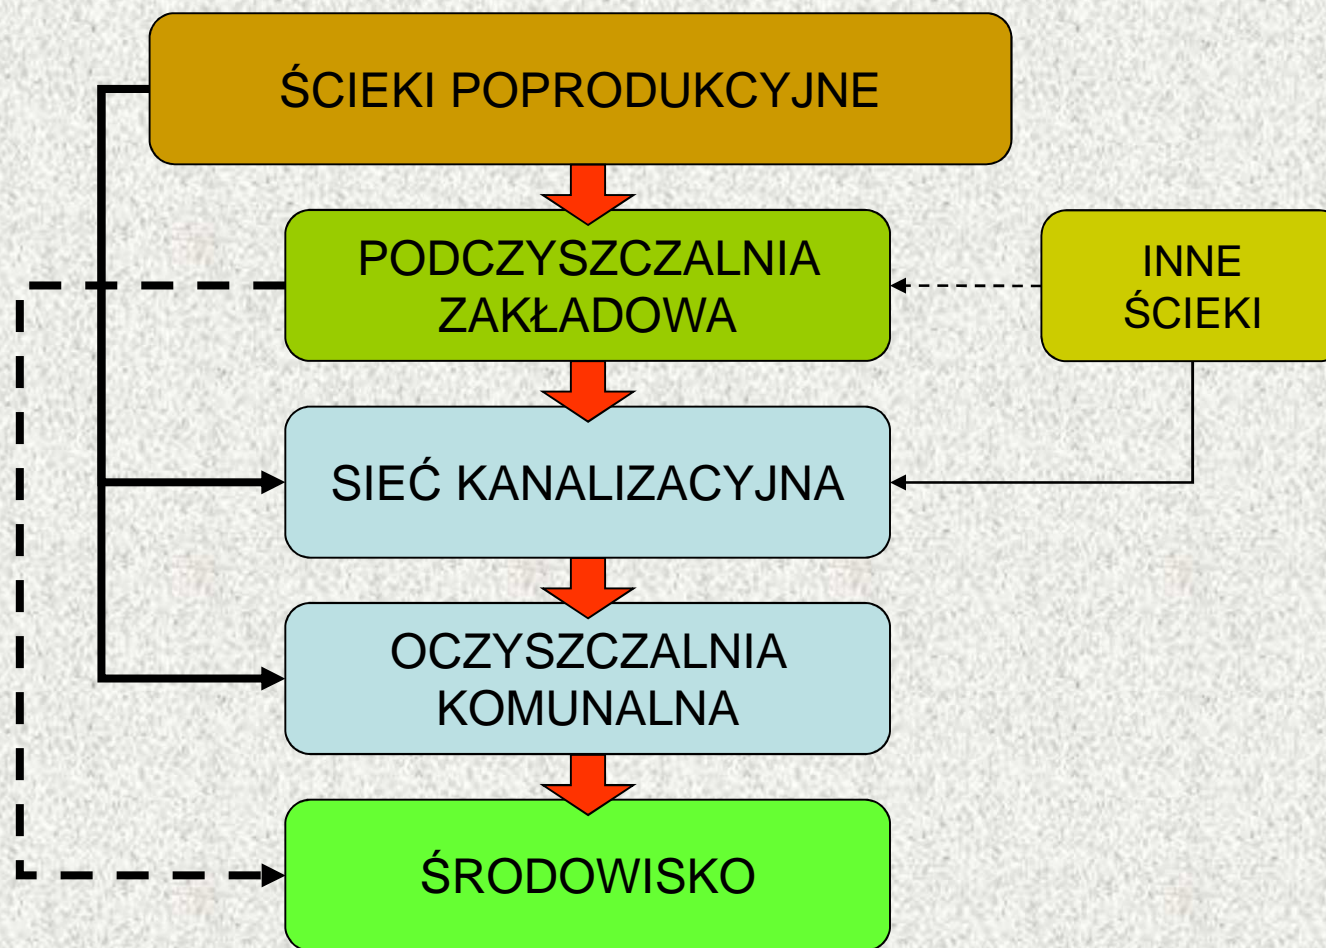 ŚCIEKI POPRODUKCYJNE
PODCZYSZCZALNIA
ZAKŁADOWA
INNE
ŚCIEKI
SIEĆ KANALIZACYJNA
OCZYSZCZALNIA
KOMUNALNA
ŚRODOWISKO